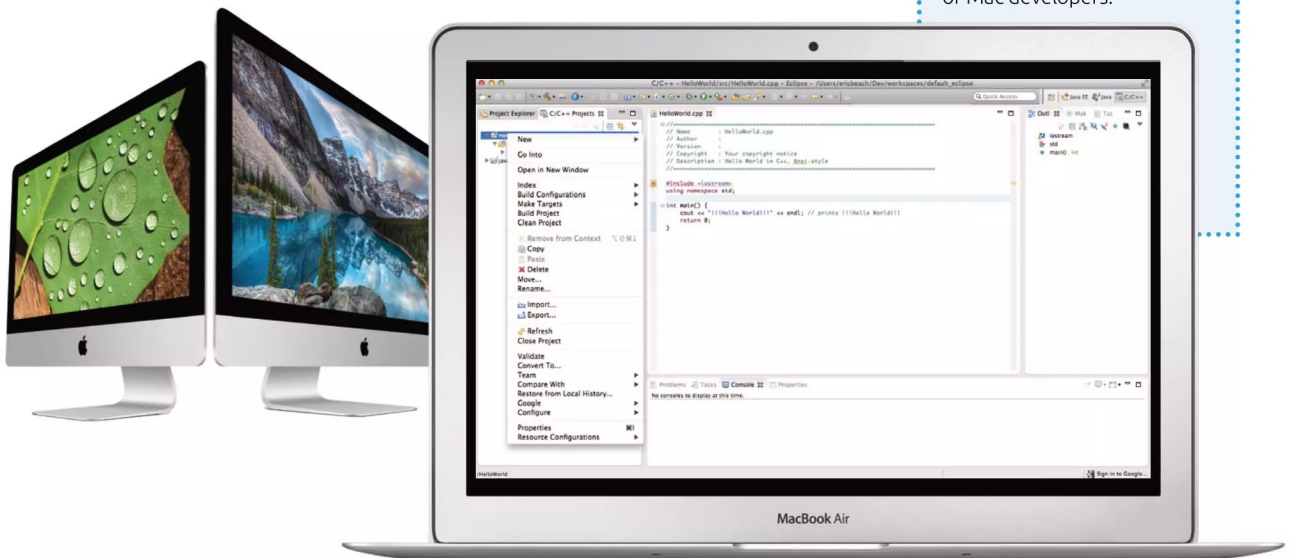 or Mac developers.
C/C++ - HelloWorld/src/HelloWorld.cpp - Eclipse - /Users/ericbeach/Dev/workspaces/default_eclipse
Quick Access
Java EE
Java
C/C++
Project Explorer
C/C++ Projects
New
Go Into
Open in New Window
Index
Build Configurations
Make Targets
Build Project
Clean Project
Remove from Context
Copy
Paste
Delete
Move...
Rename...
Import...
Export...
Refresh
Close Project
Validate
Convert To...
Team
Compare With
Restore from Local History...
Google
Configure
Properties ⌘I
Resource Configurations
/HelloWorld
HelloWorld.cpp
// Name : HelloWorld.cpp
// Author :
// Version :
// Copyright : Your copyright notice
// Description : Hello World in C++, Ansi-style
#include <iostream>
using namespace std;
int main() {
cout << "!!!Hello World!!!" << endl; // prints !!!Hello World!!!
return 0;
}
Outl
Mak
Tas
iostream
std
main() : int
Problems
Tasks
Console
Properties
No consoles to display at this time.
Sign in to Google...
MacBook Air